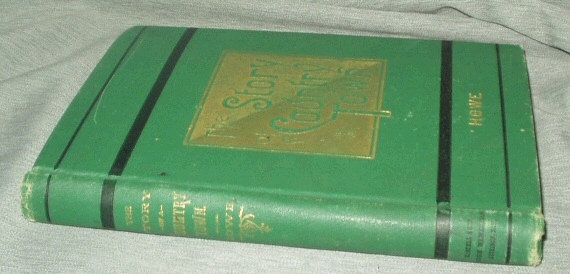 The Story
of
a Country
Town
HOWE
THE
STORY
OF A
COUNTRY
TOWN.
HOWE.